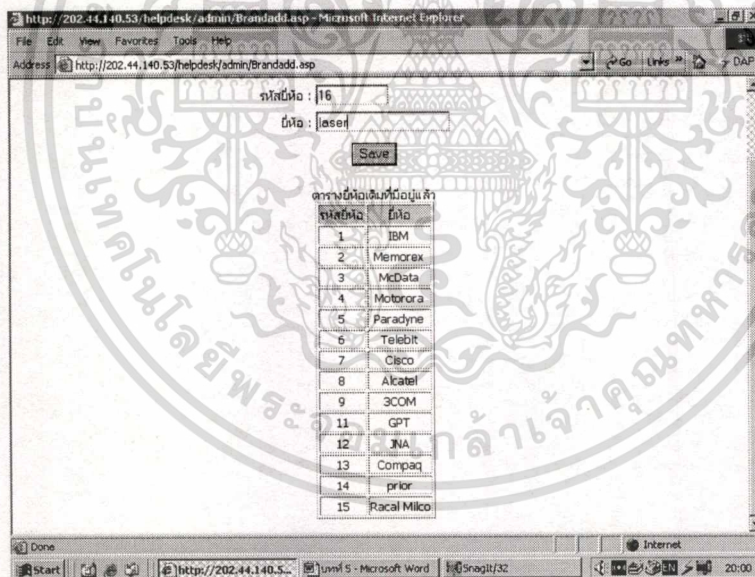 http://202.44.140.53/helpdesk/admin/Brandadd.asp - Microsoft Internet Explorer
File Edit View Favorites Tools Help
Address http://202.44.140.53/helpdesk/admin/Brandadd.asp Go Links » DAP
รหัสยี่ห้อ : 16
ยี่ห้อ : laser
Save
ตารางยี่ห้อเดิมที่มีอยู่แล้ว
รหัสยี่ห้อ ยี่ห้อ
1 IBM
2 Memorex
3 McData
4 Motorora
5 Paradyne
6 Telebit
7 Cisco
8 Alcatel
9 3COM
11 GPT
12 JNA
13 Compaq
14 prior
15 Racal Milco
Done Internet
Start http://202.44.140.5... บทที่ 5 - Microsoft Word SnagIt/32 EN 20:05